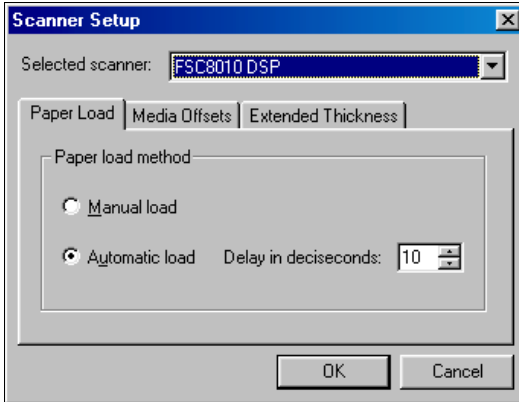 Scanner Setup
Selected scanner: FSC8010 DSP
Paper Load Media Offsets Extended Thickness
Paper load method
Manual load
Automatic load Delay in deciseconds: 10
OK Cancel